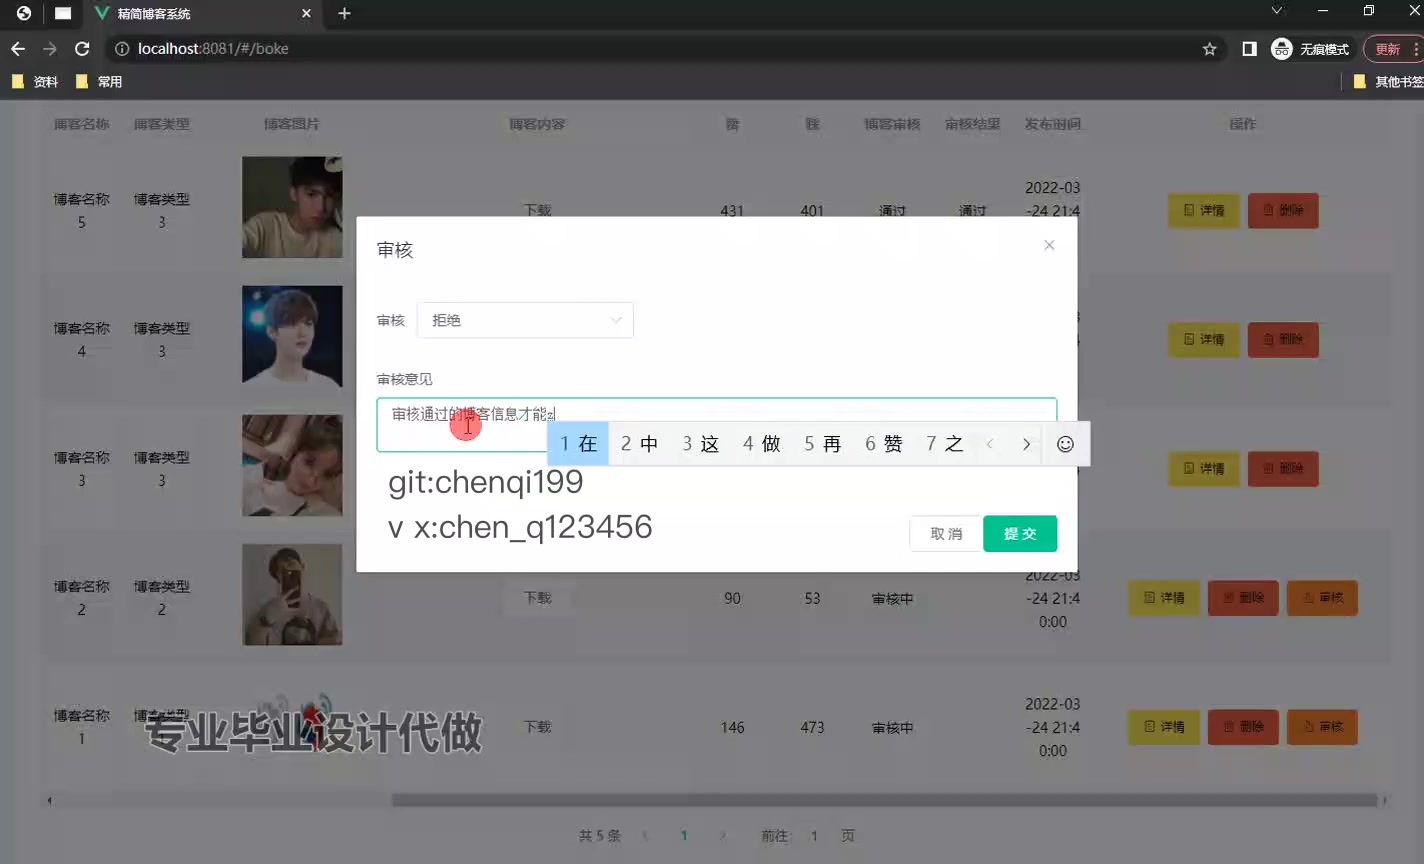 精简博客系统
localhost:8081/#/boke
无痕模式
更新
资料
常用
其他书签
博客名称 博客类型 博客图片 博客内容 博客审核 审核结果 发布时间 操作
博客名称5 博客类型3 下载 431 401 通过 通过 2022-03-24 21:4 详情 删除
审核
审核 拒绝
审核意见
审核通过的博客信息才能z
1 在 2 中 3 这 4 做 5 再 6 赞 7 之
git:chenqi199
v x:chen_q123456
取消 提交
博客名称4 博客类型3 详情 删除
博客名称3 博客类型3 详情 删除
博客名称2 博客类型2 下载 90 53 审核中 2022-03-24 21:40:00 详情 删除 审核
博客名称1 博客类型 下载 146 473 审核中 2022-03-24 21:40:00 详情 删除 审核
专业毕业设计代做
共 5 条 1 前往 1 页